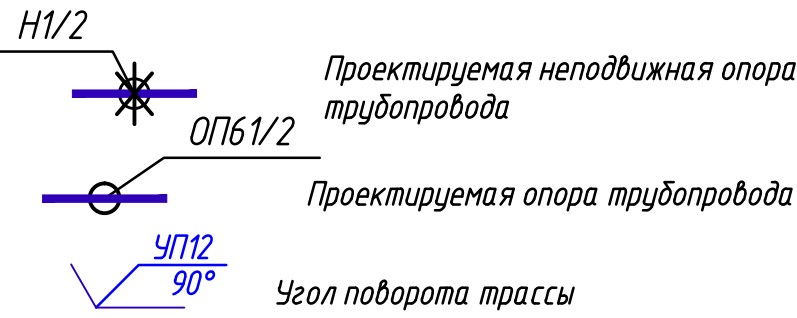 Н1/2
Проектируемая неподвижная опора
трубопровода
ОП61/2
Проектируемая опора трубопровода
УП12
90°
Угол поворота трассы